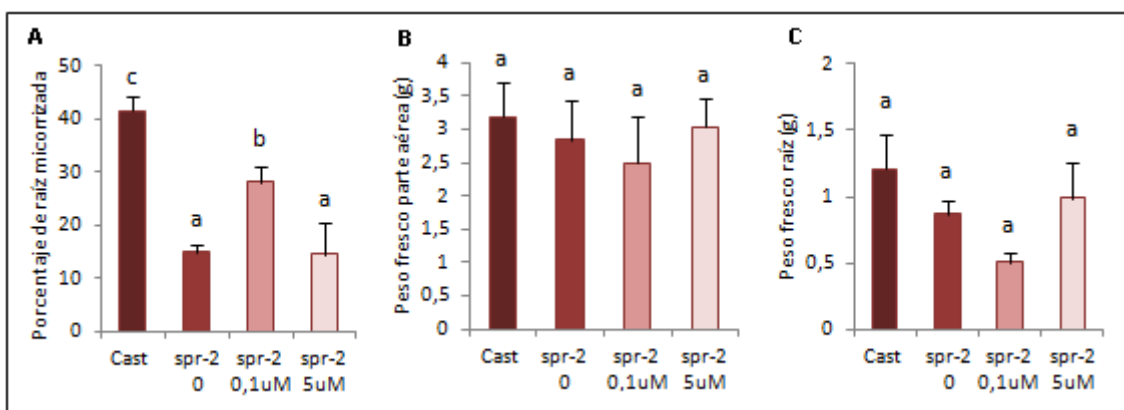 A
Porcentaje de raíz micorrizada
50
40
30
20
10
0
c
a
b
a
Cast
spr-2
0
spr-2
0,1uM
spr-2
5uM
B
Peso fresco parte aérea (g)
4
3,5
3
2,5
2
1,5
1
0,5
0
a
a
a
a
Cast
spr-2
0
spr-2
0,1uM
spr-2
5uM
C
Peso fresco raíz (g)
2
1,5
1
0,5
0
a
a
a
a
Cast
spr-2
0
spr-2
0,1uM
spr-2
5uM